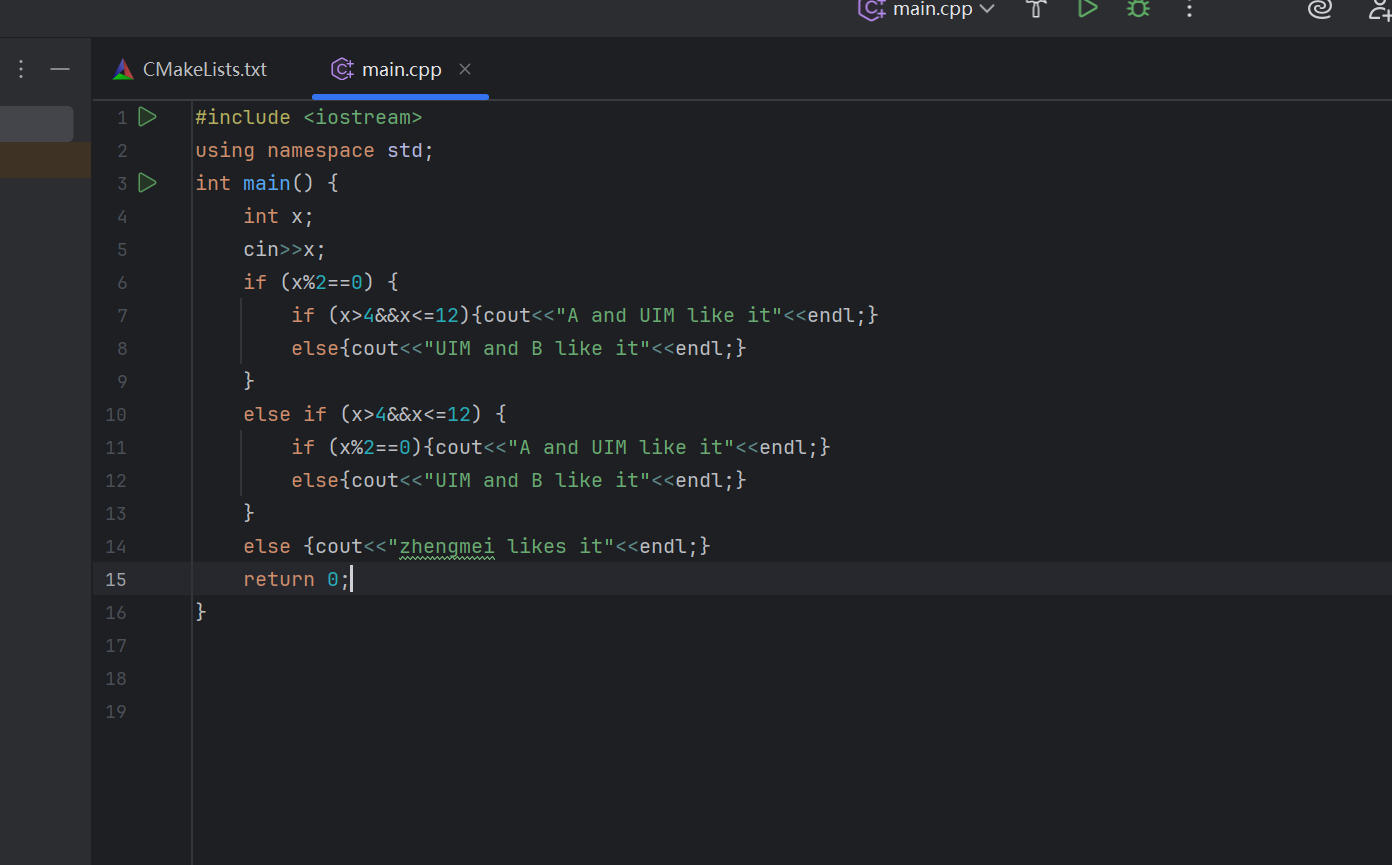 main.cpp
CMakeLists.txt
main.cpp
1 #include <iostream>
2 using namespace std;
3 int main() {
4     int x;
5     cin>>x;
6     if (x%2==0) {
7         if (x>4&&x<=12){cout<<"A and UIM like it"<<endl;}
8         else{cout<<"UIM and B like it"<<endl;}
9     }
10     else if (x>4&&x<=12) {
11         if (x%2==0){cout<<"A and UIM like it"<<endl;}
12         else{cout<<"UIM and B like it"<<endl;}
13     }
14     else {cout<<"zhengmei likes it"<<endl;}
15     return 0;
16 }
17
18
19